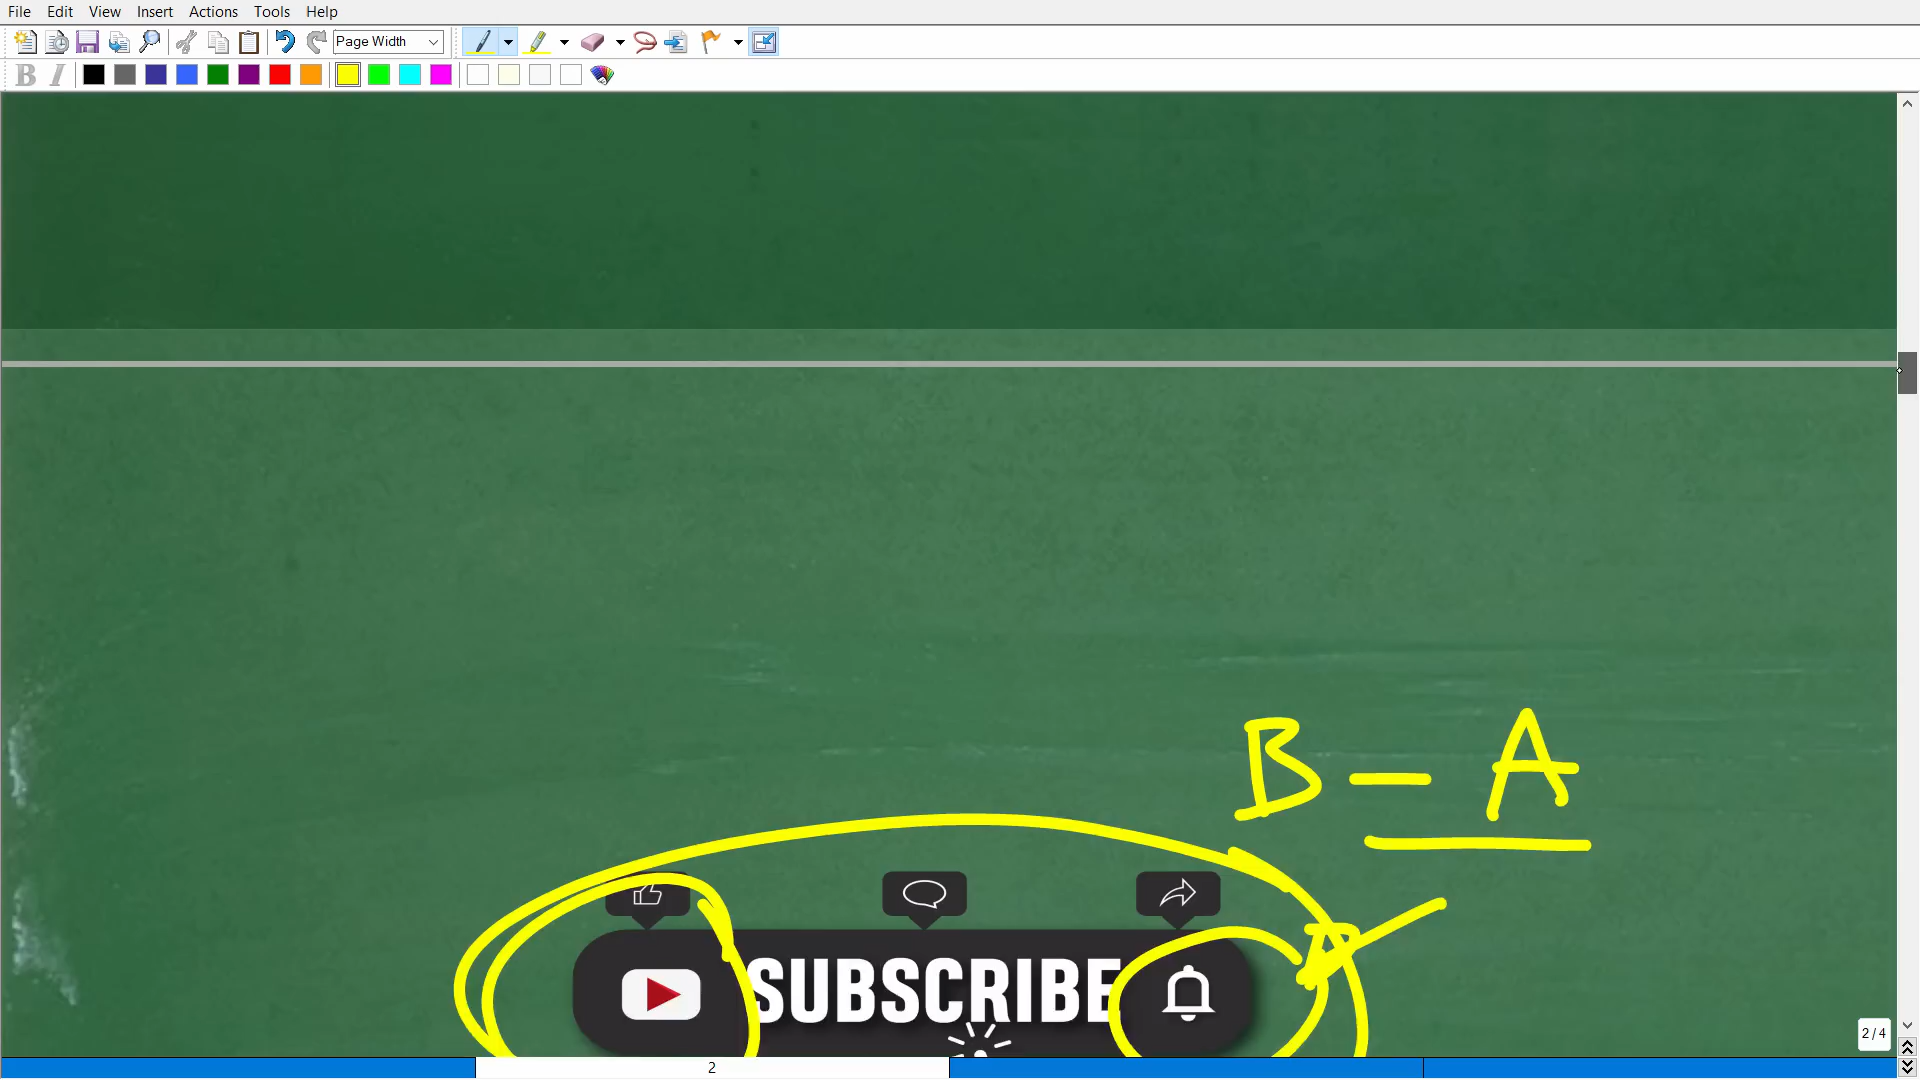 File Edit View Insert Actions Tools Help
Page Width
B I
B - A
SUBSCRIBE
2 / 4
2